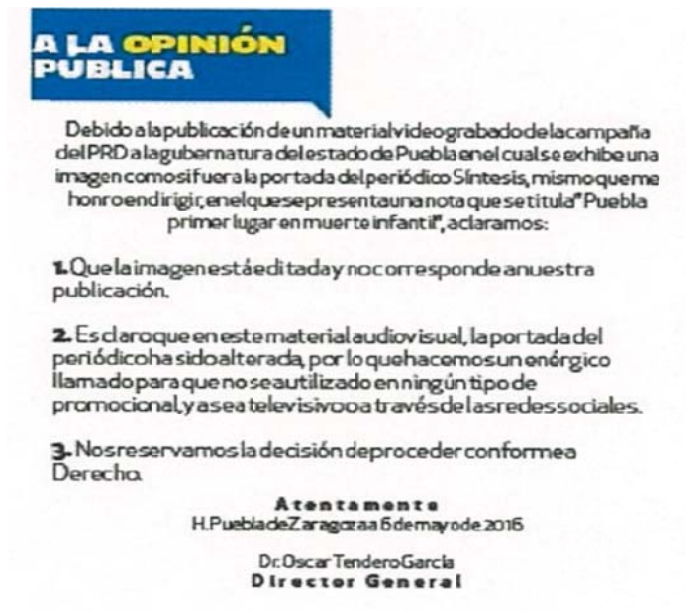 A LA OPINIÓN
PÚBLICA
Debido a la publicación de un material videograbado de la campaña
del PRD a la gubernatura del estado de Puebla en el cual se exhibe una
imagen como si fuera la portada del periódico Síntesis, mismo que me
honro en dirigir, en el que se presenta una nota que se titula "Puebla
primer lugar en muerte infantil", aclaramos:
1. Que la imagen está editada y no corresponde a nuestra
publicación.
2. Es claro que en este material audiovisual, la portada del
periódico ha sido alterada, por lo que hacemos un enérgico
llamado para que no sea utilizado en ningún tipo de
promocional, ya sea televisivo o a través de las redes sociales.
3. Nos reservamos la decisión de proceder conforme a
Derecho.
Atentamente
H. Puebla de Zaragoza a 6 de mayo de 2016
Dr. Oscar Tendero García
Director General